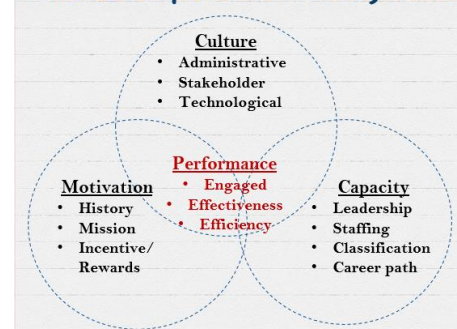 Culture
• Administrative
• Stakeholder
• Technological
Performance
• Engaged
• Effectiveness
• Efficiency
Motivation
• History
• Mission
• Incentive/
Rewards
Capacity
• Leadership
• Staffing
• Classification
• Career path